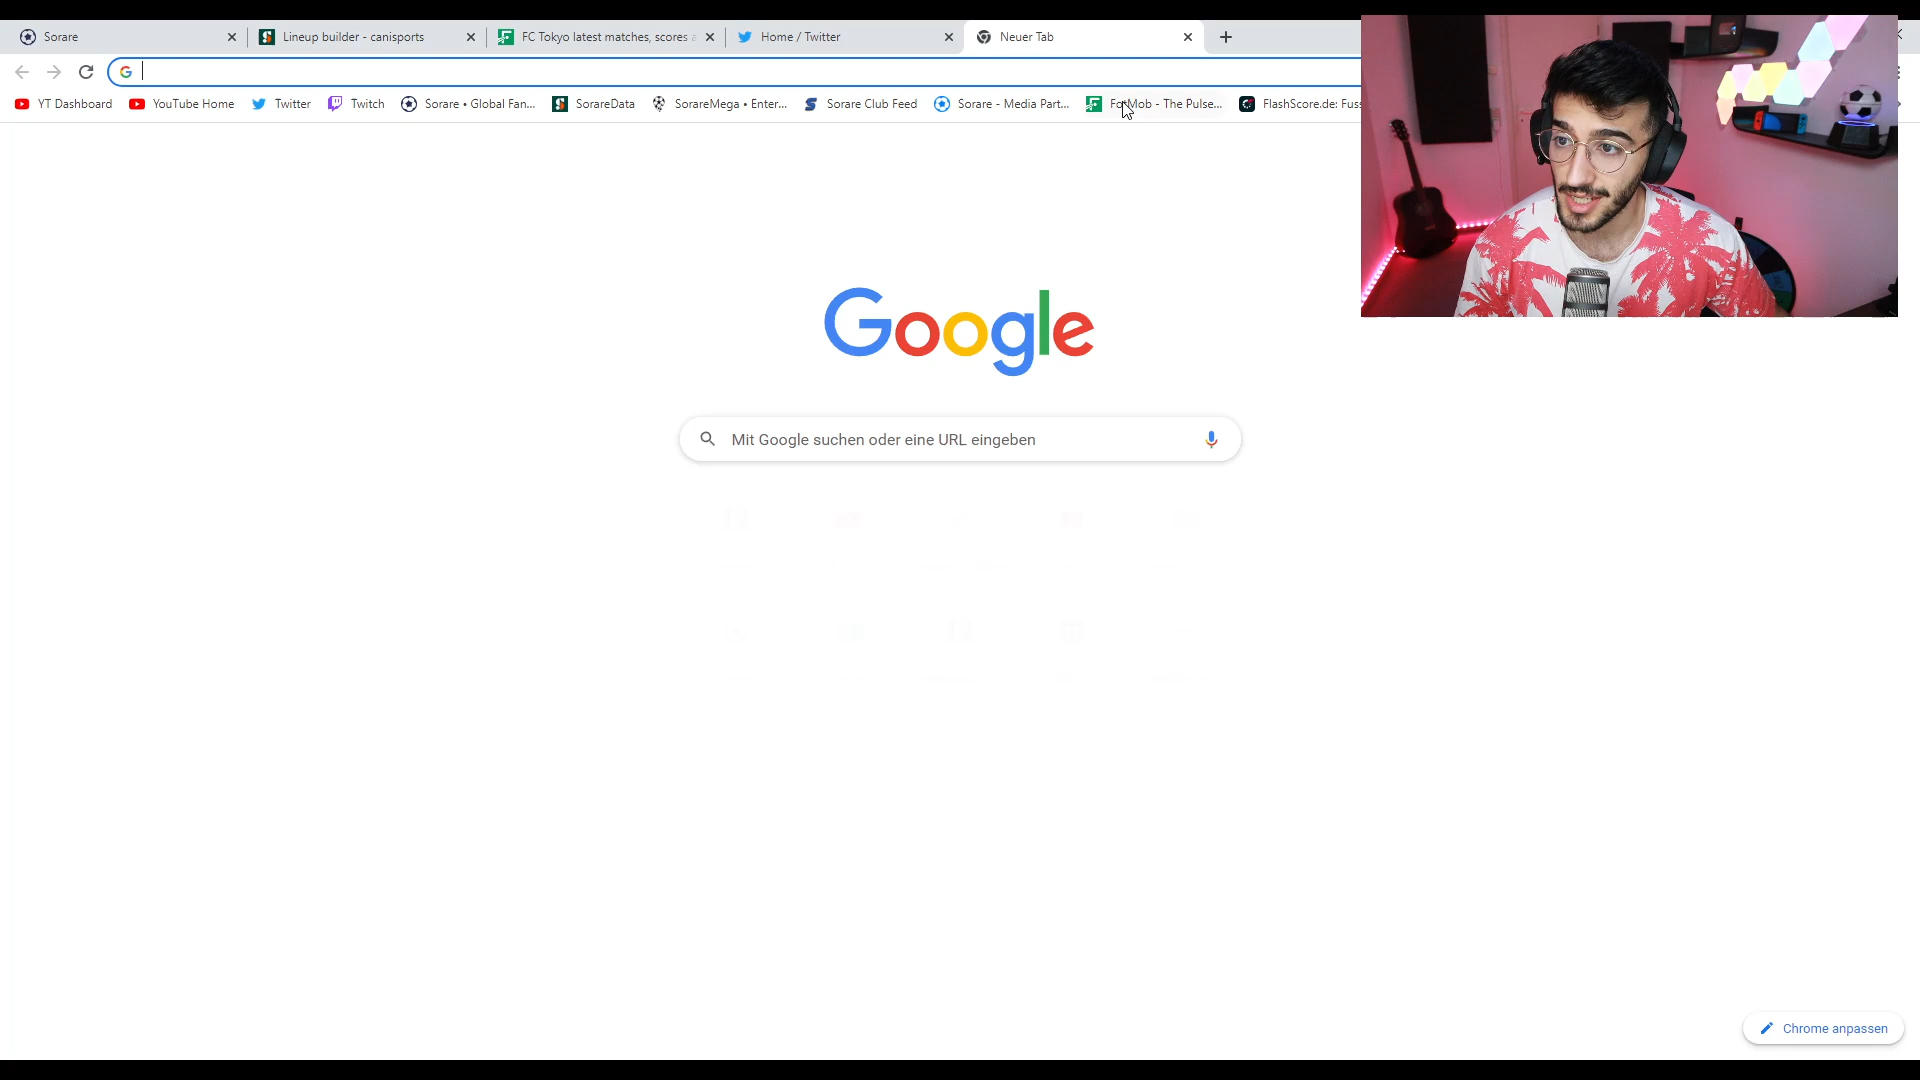 Sorare
Lineup builder - canisports
FC Tokyo latest matches, scores a
Home / Twitter
Neuer Tab
YT Dashboard
YouTube Home
Twitter
Twitch
Sorare • Global Fan...
SorareData
SorareMega • Enter...
Sorare Club Feed
Sorare - Media Part...
FotMob - The Pulse...
FlashScore.de: Fuss
Google
Mit Google suchen oder eine URL eingeben
Chrome anpassen